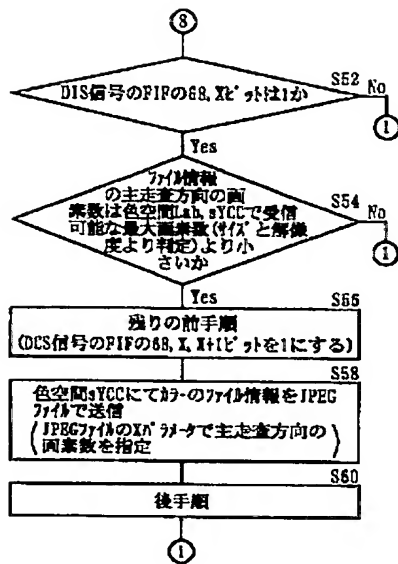 8
S52
DIS信号のFIFの68, Xビットは1か
No
1
Yes
ファイル情報
の主走査方向の画
素数は色空間Lab, sYCCで受信
可能な最大画素数(サイズと解像
度より判定)より小
さいか
S54
No
1
Yes
S56
残りの前手順
(DCS信号のFIFの68, X, X+1ビットを1にする)
S58
色空間sYCCにてカラーのファイル情報をJPEG
ファイルで送信
(JPEGファイルのXパラメータで主走査方向の
画素数を指定)
S60
後手順
1